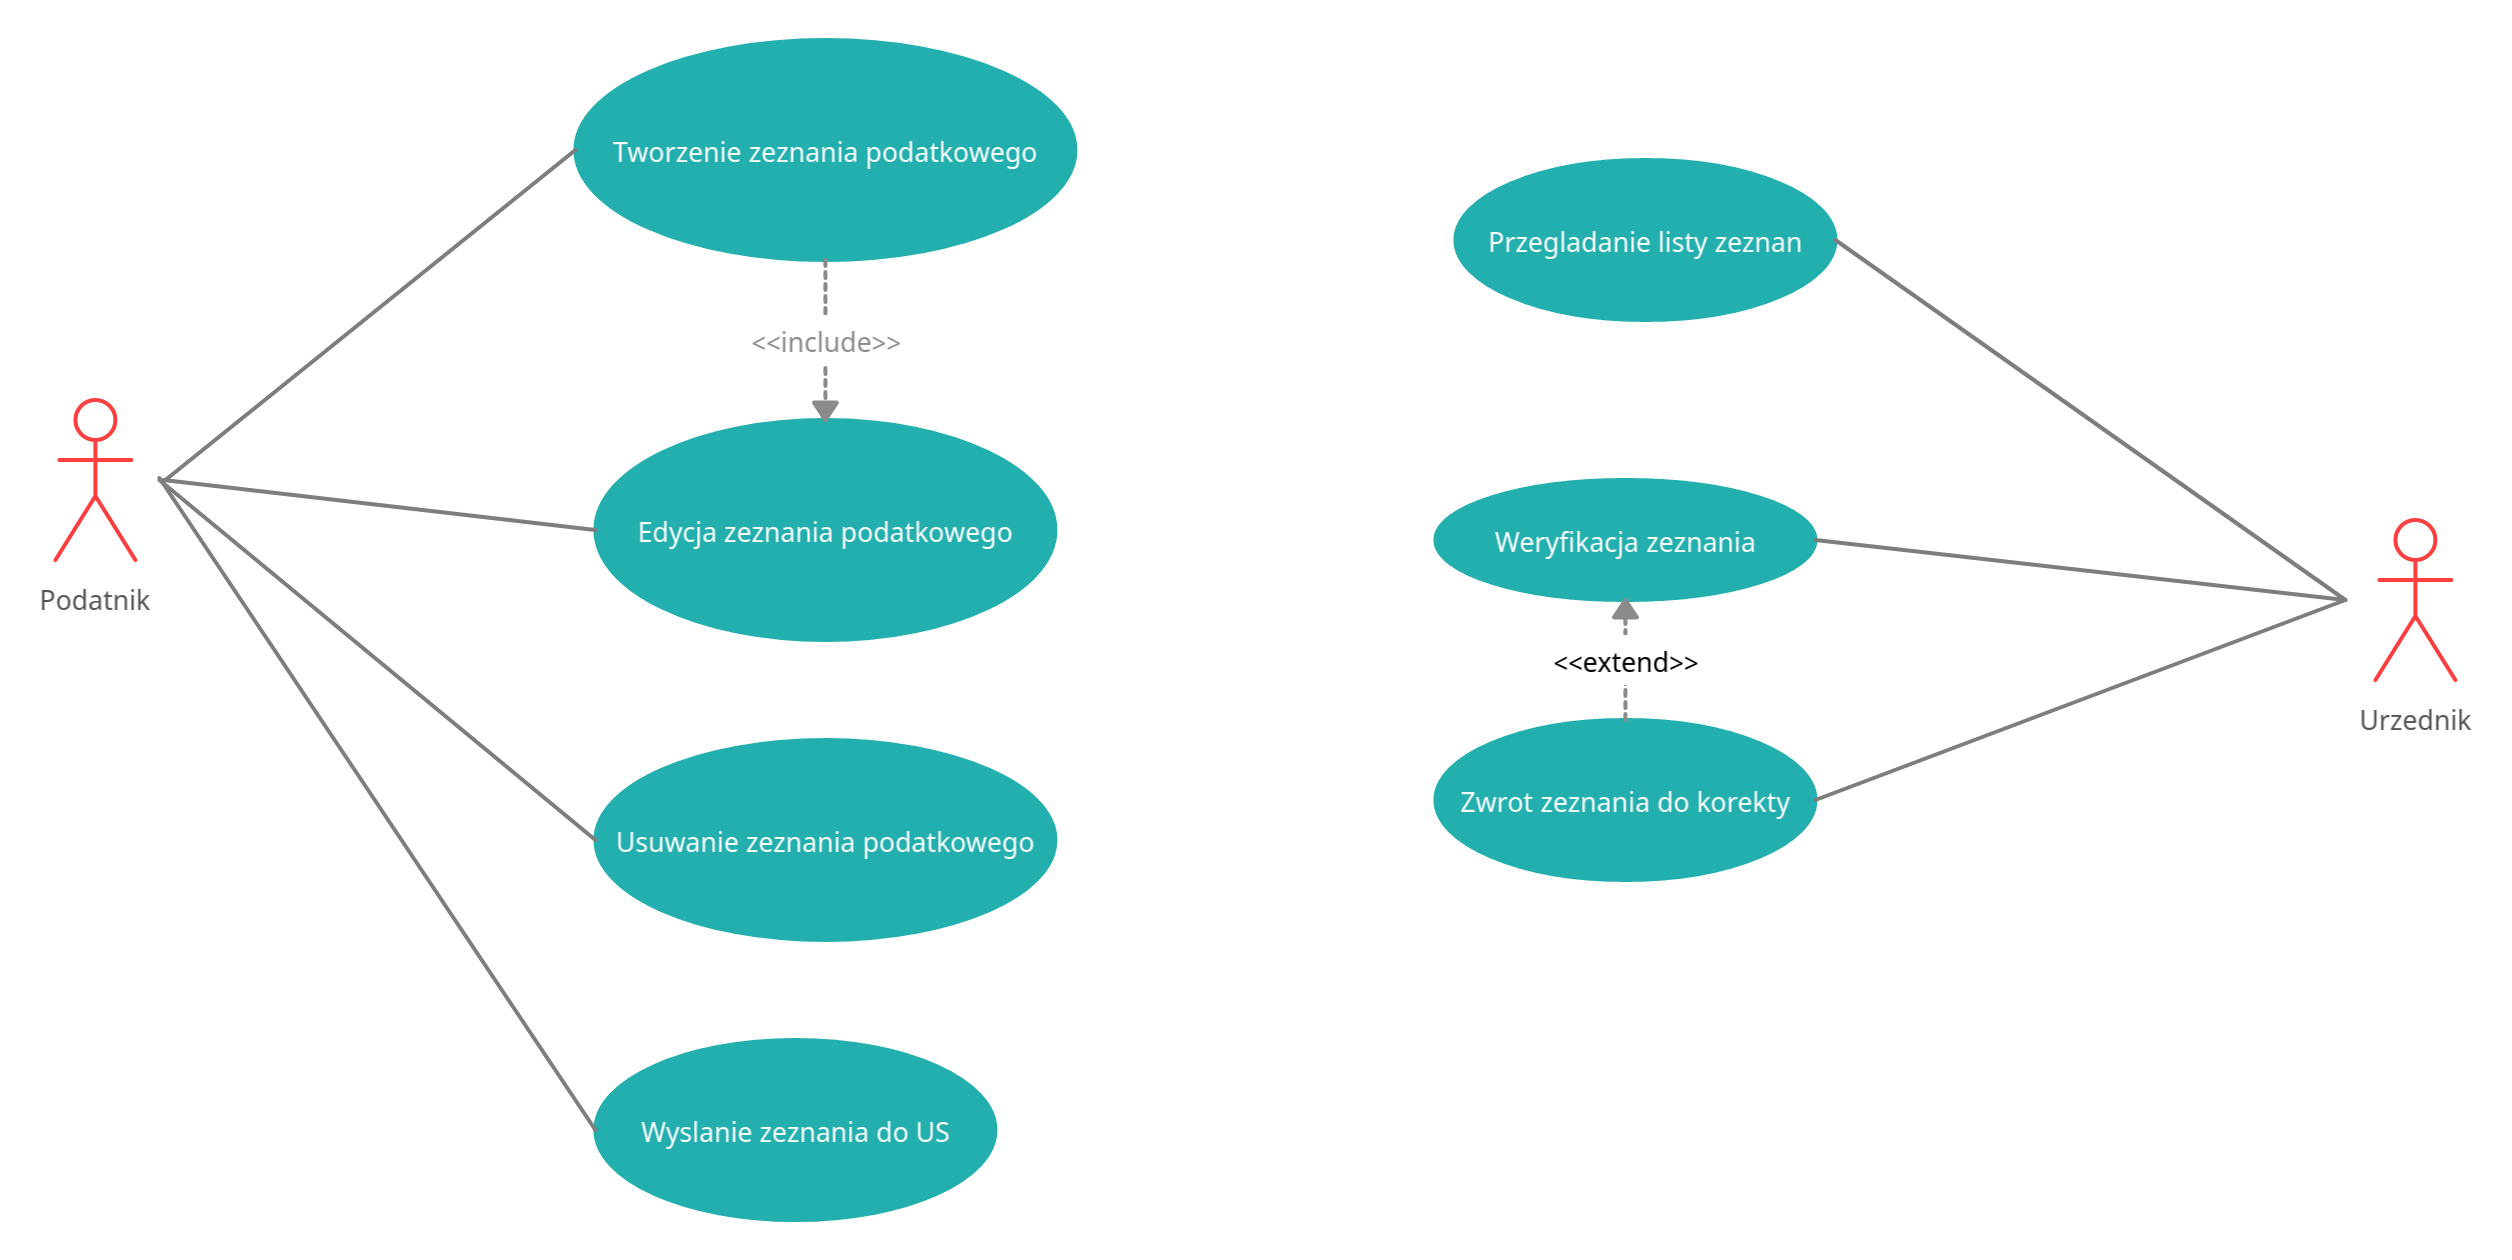 Tworzenie zeznania podatkowego
<<include>>
Edycja zeznania podatkowego
Podatnik
Usuwanie zeznania podatkowego
Wyslanie zeznania do US
Przegladanie listy zeznan
Weryfikacja zeznania
<<extend>>
Zwrot zeznania do korekty
Urzednik